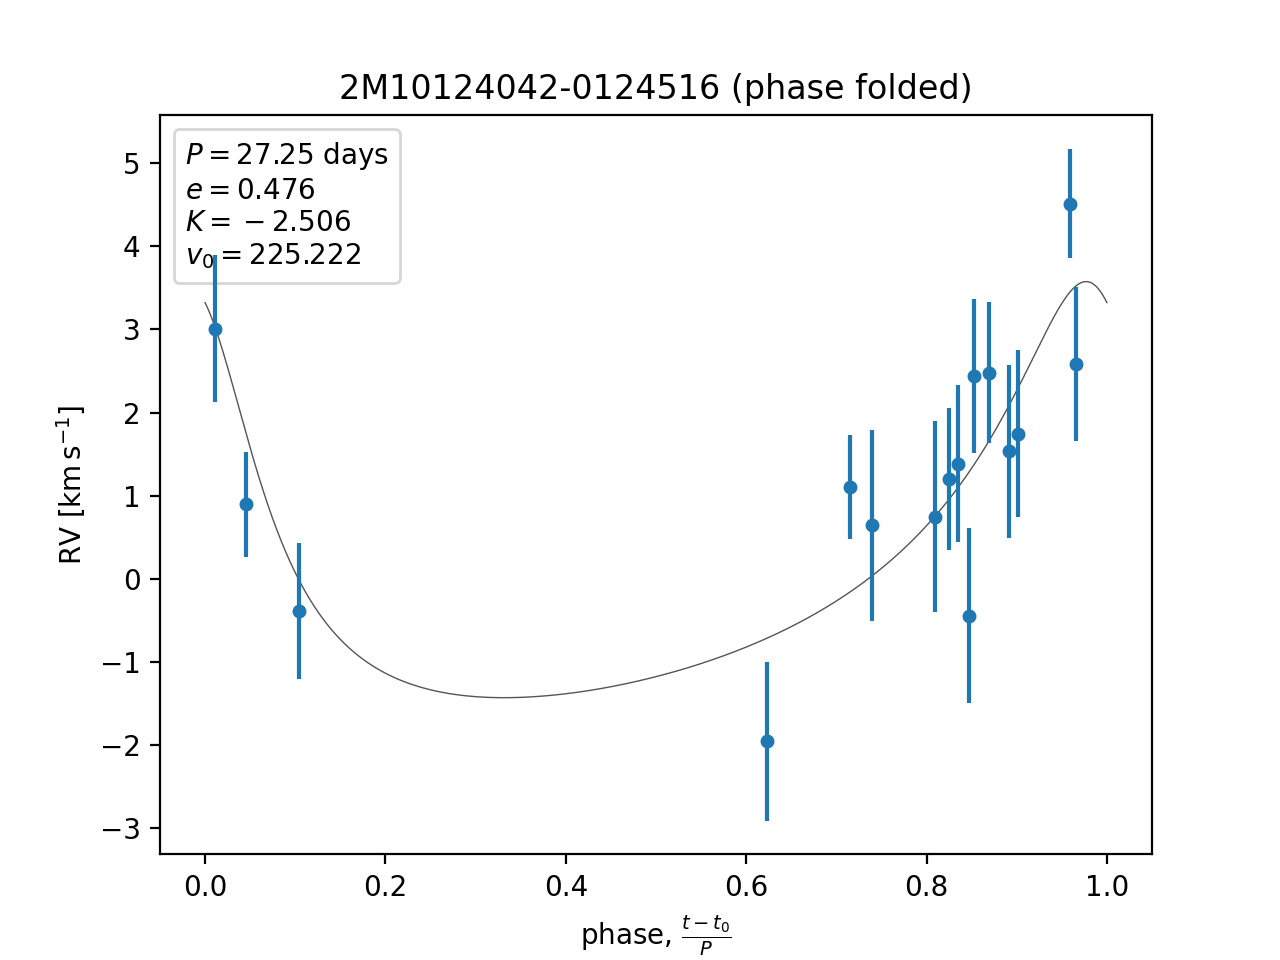 2M10124042-0124516 (phase folded)
P = 27.25 days
e = 0.476
K = −2.506
v₀ = 225.222
5
4
3
2
1
0
−1
−2
−3
RV [km s⁻¹]
0.0 0.2 0.4 0.6 0.8 1.0
phase, (t − t₀)/P